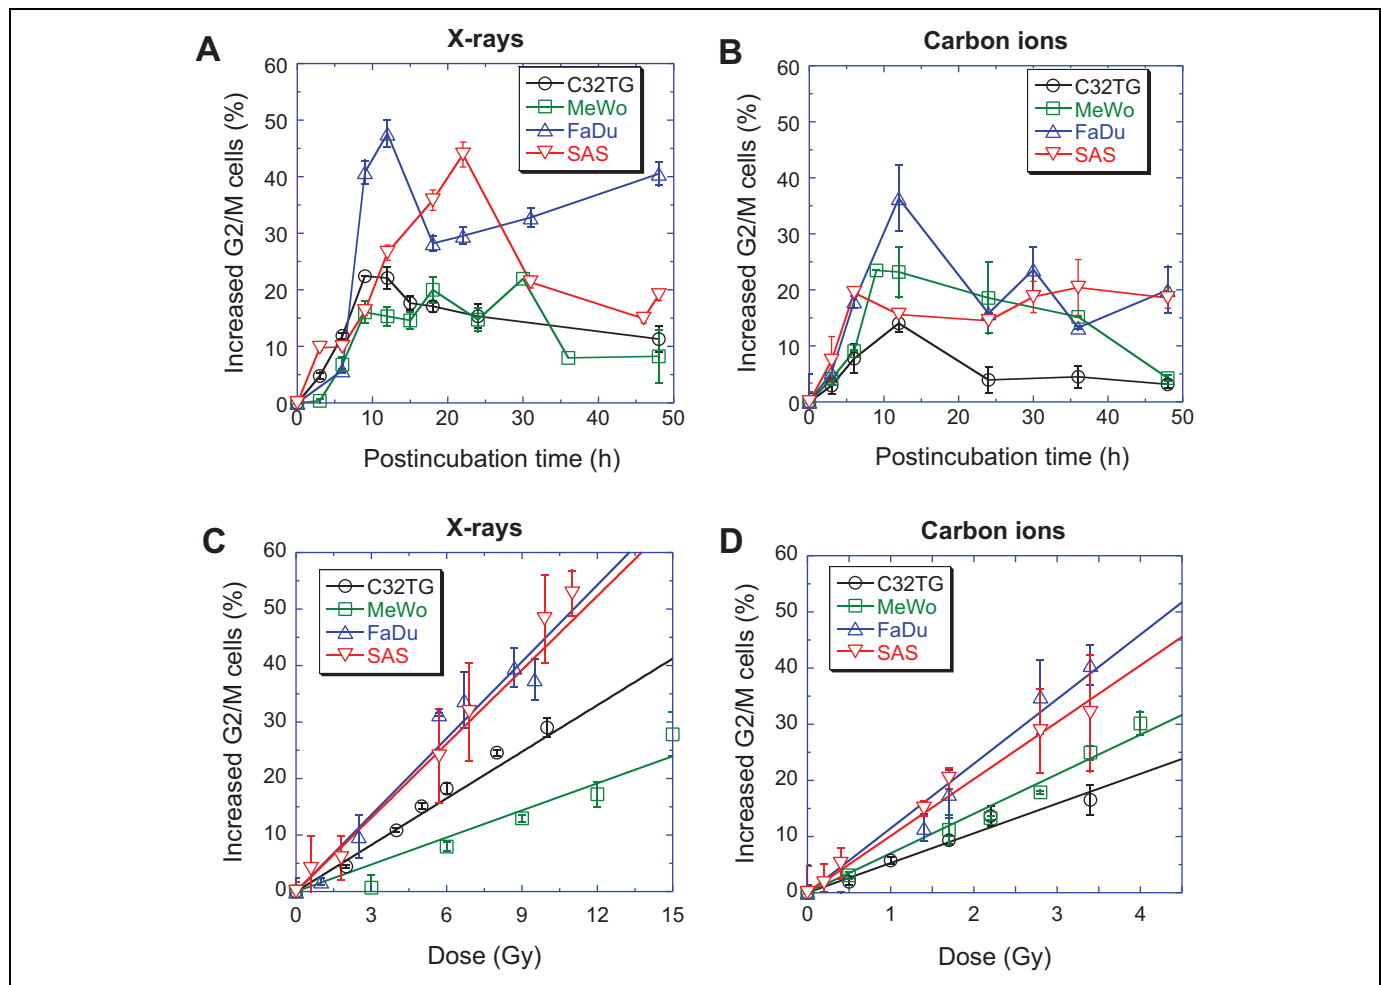 A
X-rays
Increased G2/M cells (%)
60
50
40
30
20
10
0
C32TG
MeWo
FaDu
SAS
0 10 20 30 40 50
Postincubation time (h)
B
Carbon ions
Increased G2/M cells (%)
60
50
40
30
20
10
0
C32TG
MeWo
FaDu
SAS
0 10 20 30 40 50
Postincubation time (h)
C
X-rays
Increased G2/M cells (%)
60
50
40
30
20
10
0
C32TG
MeWo
FaDu
SAS
0 3 6 9 12 15
Dose (Gy)
D
Carbon ions
Increased G2/M cells (%)
60
50
40
30
20
10
0
C32TG
MeWo
FaDu
SAS
0 1 2 3 4
Dose (Gy)